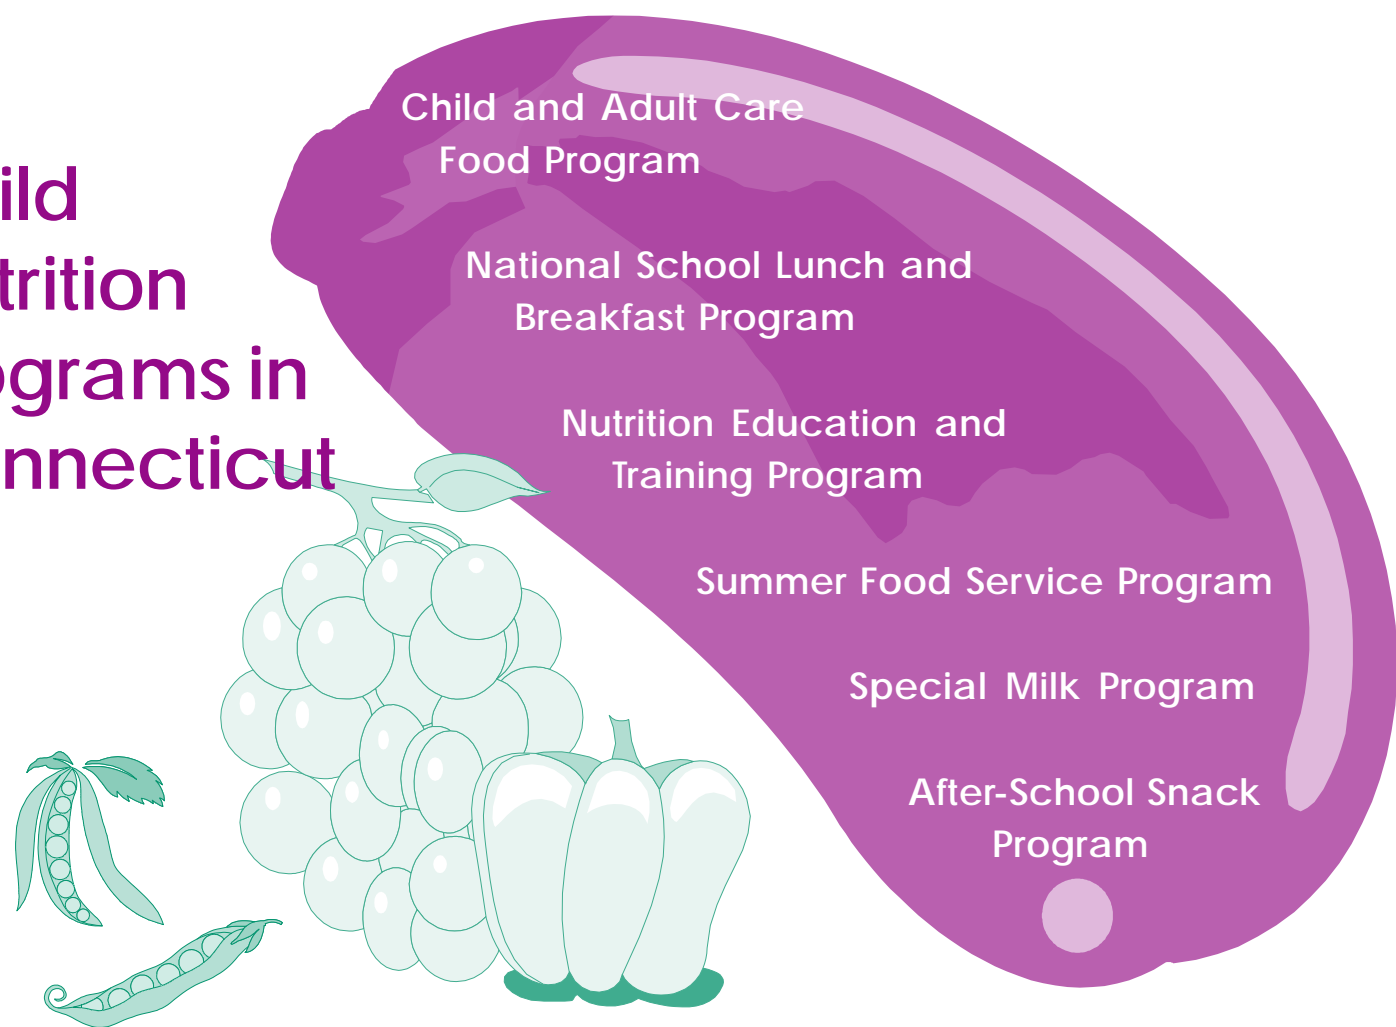 ild
trition
ograms in
nnecticut
Child and Adult Care
Food Program
National School Lunch and
Breakfast Program
Nutrition Education and
Training Program
Summer Food Service Program
Special Milk Program
After-School Snack
Program